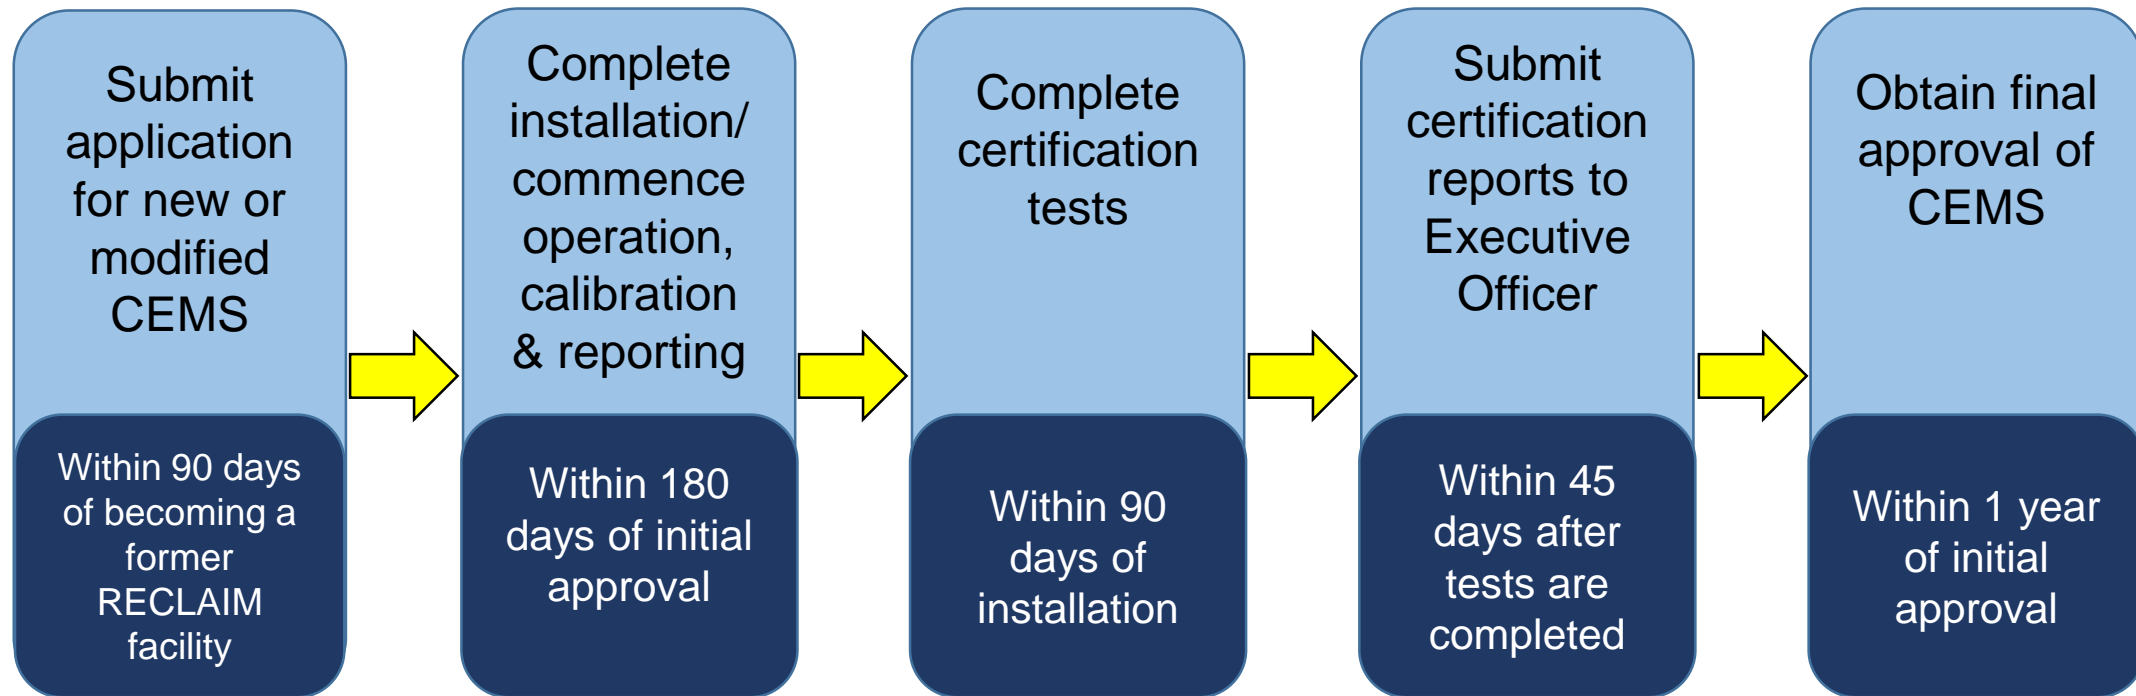 Submit
application
for new or
modified
CEMS
Within 90 days
of becoming a
former
RECLAIM
facility
Complete
installation/
commence
operation,
calibration
& reporting
Within 180
days of initial
approval
Complete
certification
tests
Within 90
days of
installation
Submit
certification
reports to
Executive
Officer
Within 45
days after
tests are
completed
Obtain final
approval of
CEMS
Within 1 year
of initial
approval